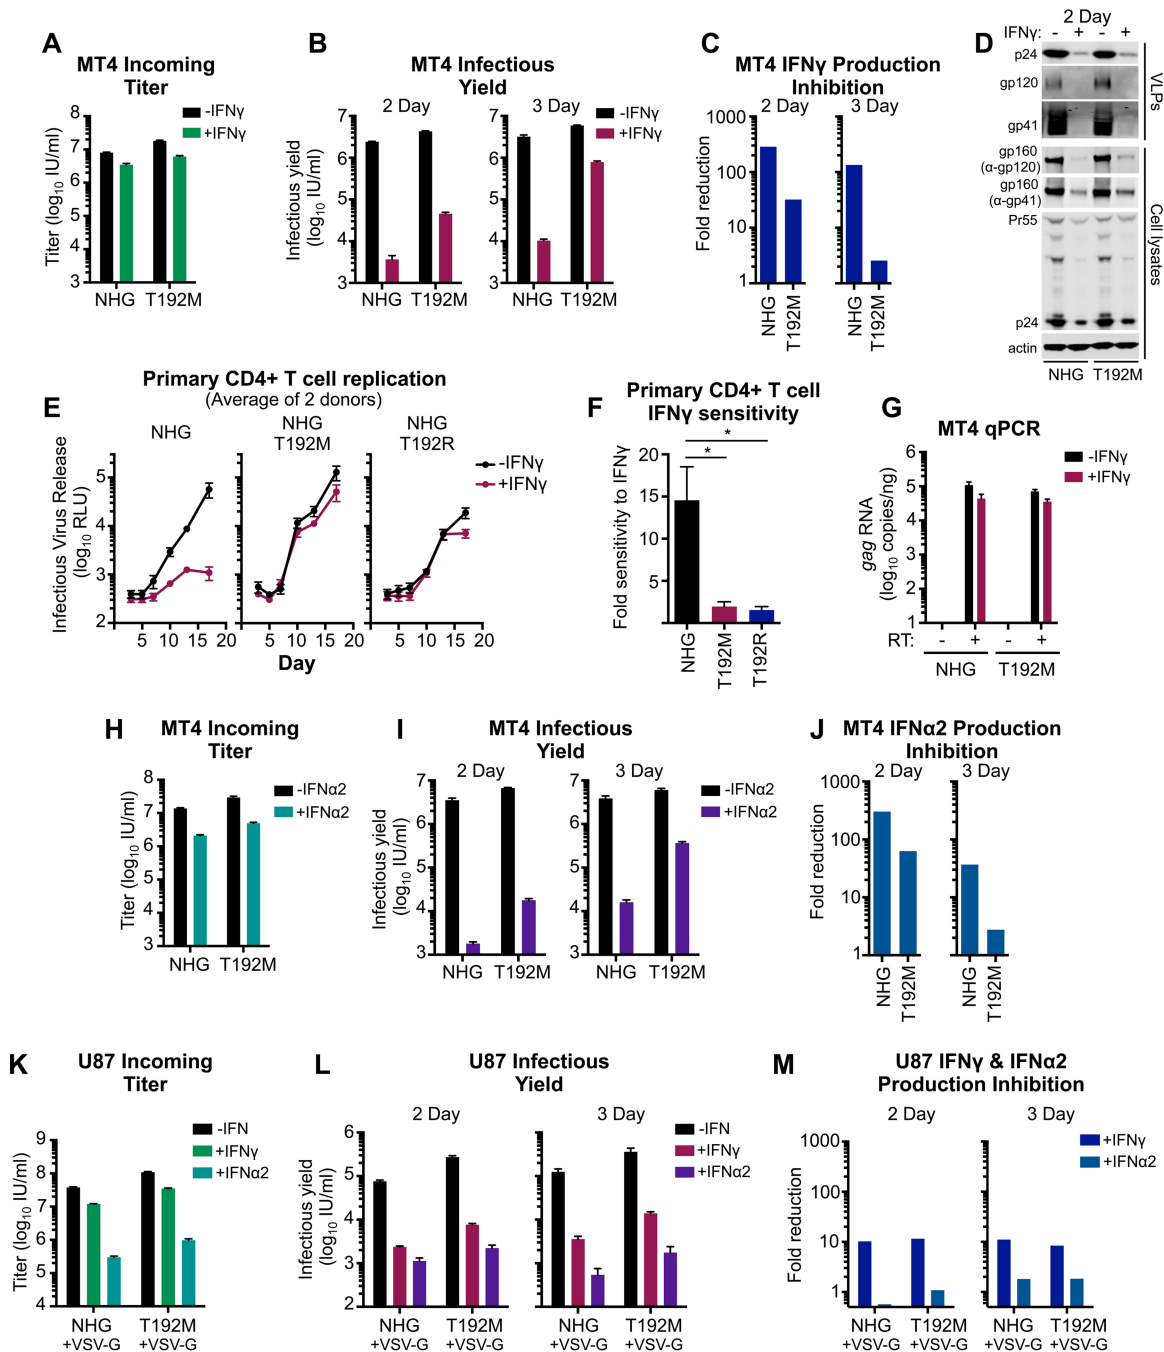 A
MT4 Incoming
Titer
-IFNγ
+IFNγ
Titer (log10 IU/ml)
8
7
6
5
4
3
NHG T192M
B
MT4 Infectious
Yield
2 Day 3 Day
-IFNγ
+IFNγ
Infectious yield
(log10 IU/ml)
7
6
5
4
3
7
6
5
4
3
NHG T192M NHG T192M
C
MT4 IFNγ Production
Inhibition
2 Day 3 Day
Fold reduction
1000
100
10
1
NHG
T192M
NHG
T192M
D
2 Day
IFNγ: - + - +
p24
gp120
gp41
gp160
(α-gp120)
gp160
(α-gp41)
Pr55
p24
actin
NHG T192M
VLPs
Cell lysates
E
Primary CD4+ T cell replication
(Average of 2 donors)
NHG
NHG
T192M
NHG
T192R
-IFNγ
+IFNγ
Infectious Virus Release
(log10 RLU)
5
4
3
2
5 10 15 20 5 10 15 20 5 10 15 20
Day
F
Primary CD4+ T cell
IFNγ sensitivity
*
*
Fold sensitivity to IFNγ
20
15
10
5
NHG
T192M
T192R
G
MT4 qPCR
-IFNγ
+IFNγ
gag RNA
(log10 copies/ng)
6
5
4
3
2
1
RT: - + - +
NHG T192M
H
MT4 Incoming
Titer
-IFNα2
+IFNα2
Titer (log10 IU/ml)
8
7
6
5
4
3
NHG T192M
I
MT4 Infectious
Yield
2 Day 3 Day
-IFNα2
+IFNα2
Infectious yield
(log10 IU/ml)
7
6
5
4
3
7
6
5
4
3
NHG T192M NHG T192M
J
MT4 IFNα2 Production
Inhibition
2 Day 3 Day
Fold reduction
1000
100
10
1
NHG
T192M
NHG
T192M
K
U87 Incoming
Titer
-IFN
+IFNγ
+IFNα2
Titer (log10 IU/ml)
9
8
7
6
5
4
NHG T192M
+VSV-G +VSV-G
L
U87 Infectious
Yield
2 Day 3 Day
-IFN
+IFNγ
+IFNα2
Infectious yield
(log10 IU/ml)
6
5
4
3
2
NHG T192M NHG T192M
+VSV-G +VSV-G +VSV-G +VSV-G
M
U87 IFNγ & IFNα2
Production Inhibition
2 Day 3 Day
+IFNγ
+IFNα2
Fold reduction
1000
100
10
1
NHG T192M NHG T192M
+VSV-G +VSV-G +VSV-G +VSV-G